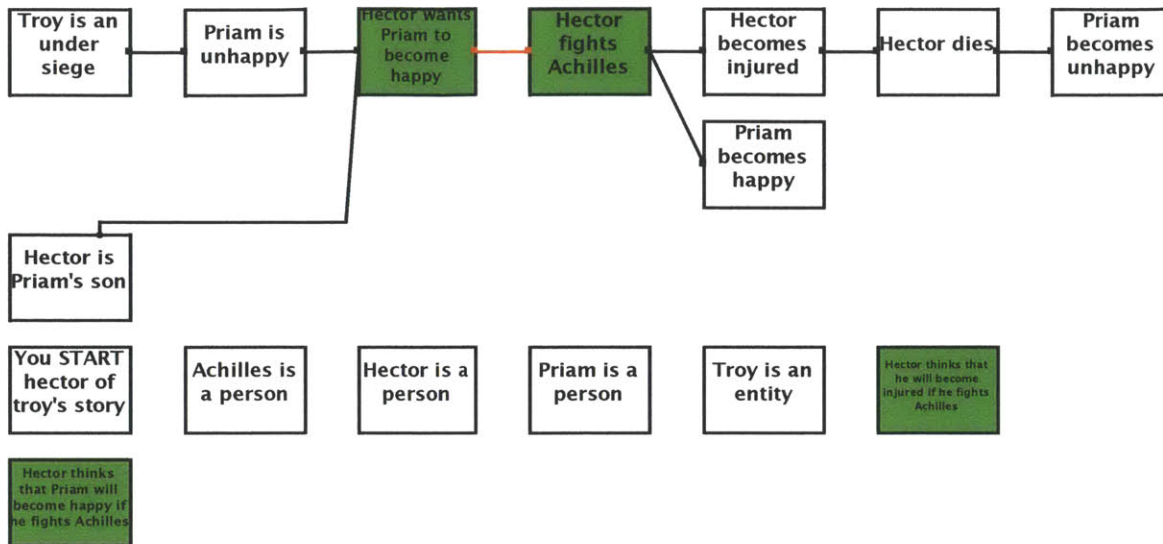 Troy is an
under
siege
Priam is
unhappy
Hector wants
Priam to
become
happy
Hector
fights
Achilles
Hector
becomes
injured
Hector dies
Priam
becomes
unhappy
Priam
becomes
happy
Hector is
Priam's son
You START
hector of
troy's story
Achilles is
a person
Hector is a
person
Priam is a
person
Troy is an
entity
Hector thinks that
he will become
injured if he fights
Achilles
Hector thinks
that Priam will
become happy if
he fights Achilles